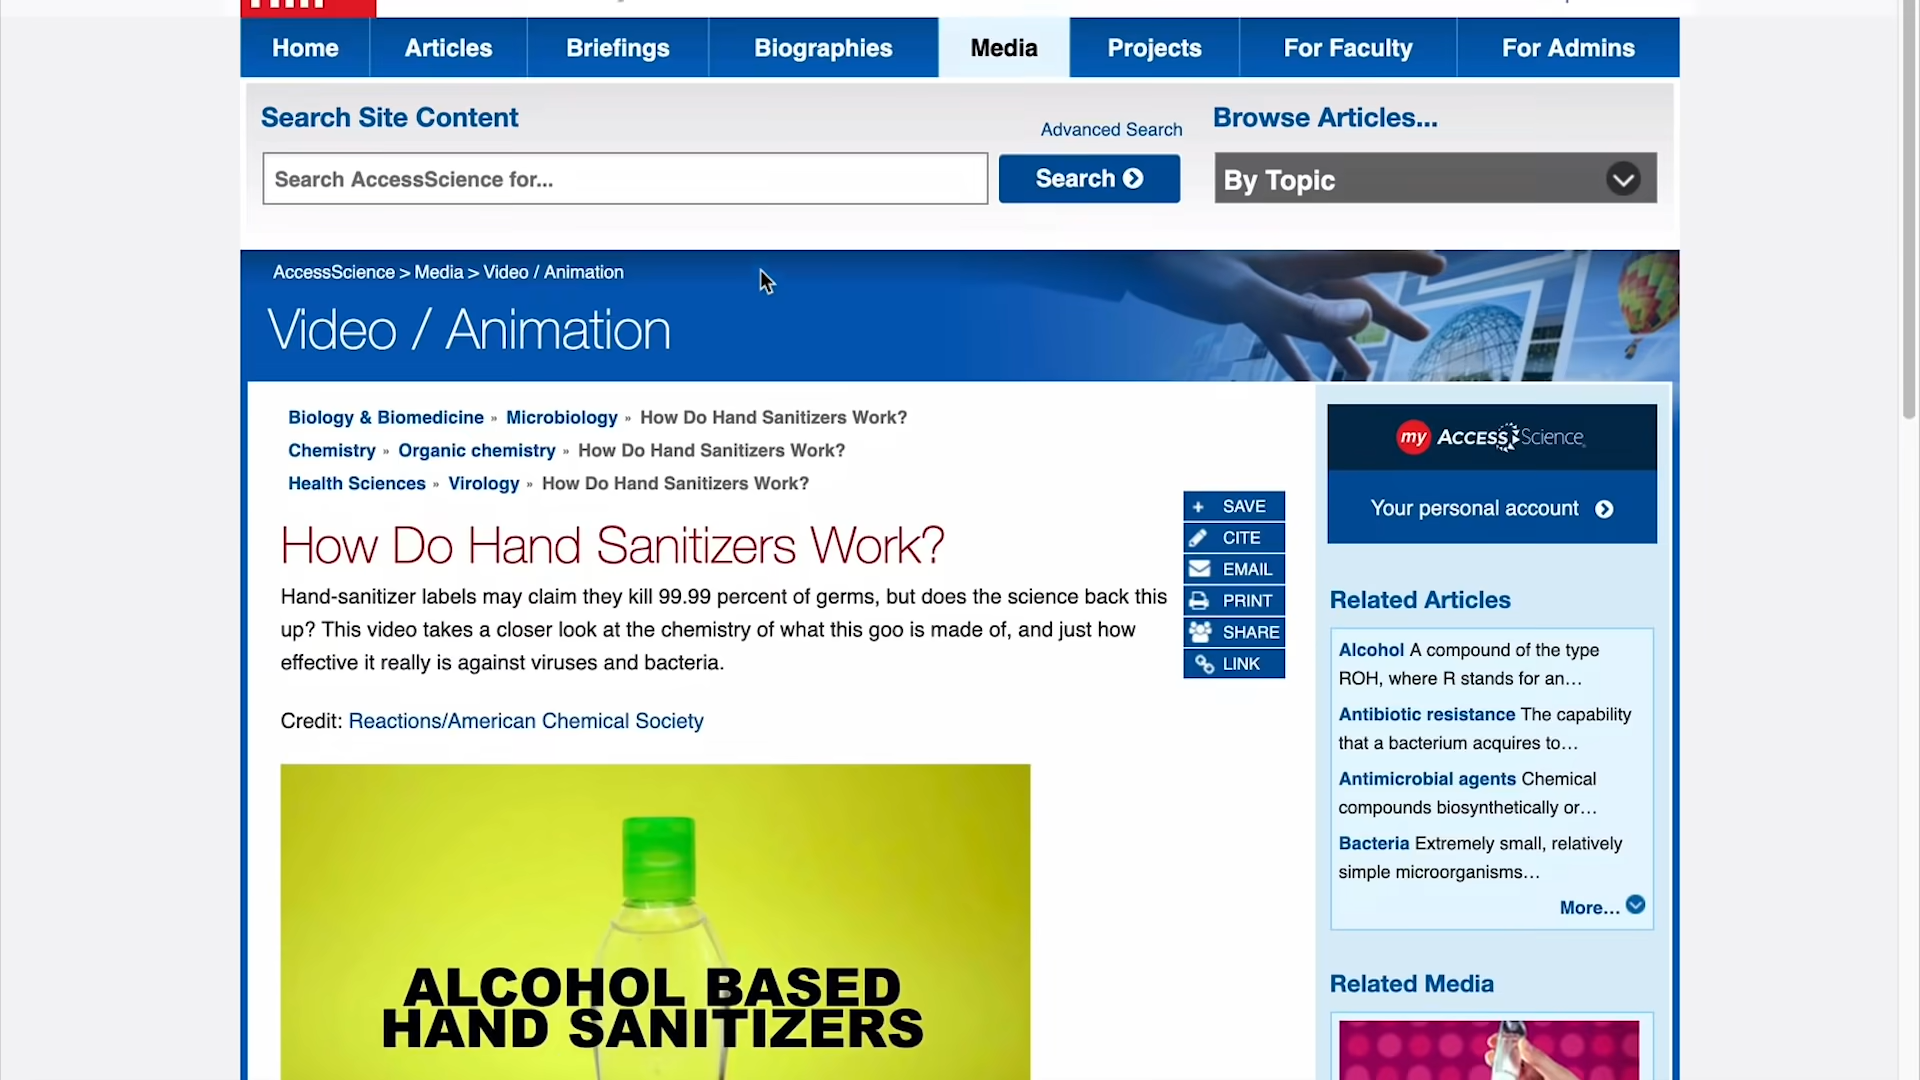 Home Articles Briefings Biographies Media Projects For Faculty For Admins
Search Site Content
Advanced Search
Browse Articles...
Search AccessScience for...
Search
By Topic
AccessScience > Media > Video / Animation
Video / Animation
Biology & Biomedicine » Microbiology » How Do Hand Sanitizers Work?
Chemistry » Organic chemistry » How Do Hand Sanitizers Work?
Health Sciences » Virology » How Do Hand Sanitizers Work?
How Do Hand Sanitizers Work?
Hand-sanitizer labels may claim they kill 99.99 percent of germs, but does the science back this
up? This video takes a closer look at the chemistry of what this goo is made of, and just how
effective it really is against viruses and bacteria.
Credit: Reactions/American Chemical Society
SAVE
CITE
EMAIL
PRINT
SHARE
LINK
ALCOHOL BASED
HAND SANITIZERS
my ACCESS Science
Your personal account
Related Articles
Alcohol A compound of the type
ROH, where R stands for an…
Antibiotic resistance The capability
that a bacterium acquires to…
Antimicrobial agents Chemical
compounds biosynthetically or…
Bacteria Extremely small, relatively
simple microorganisms…
More…
Related Media